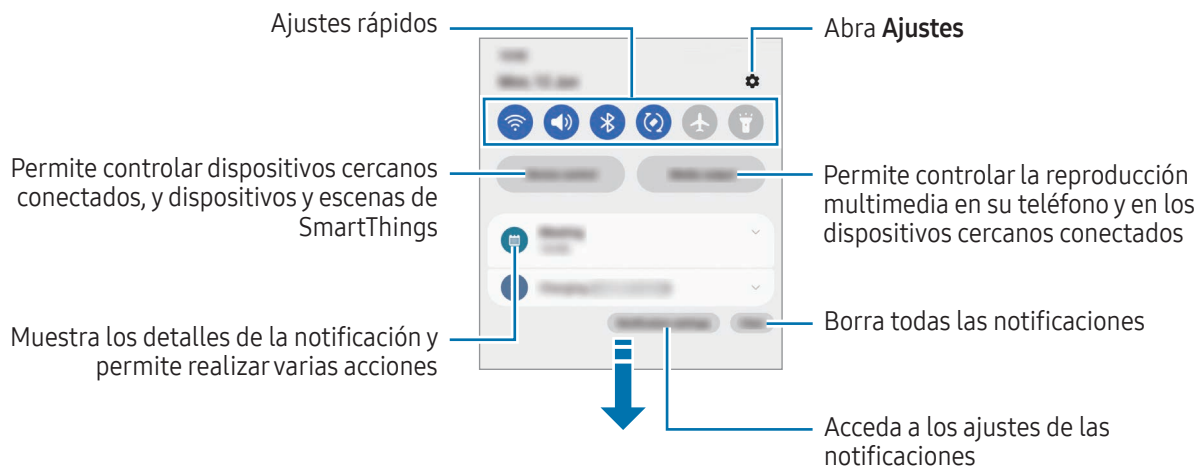 Ajustes rápidos
Abra Ajustes
Permite controlar dispositivos cercanos
conectados, y dispositivos y escenas de
SmartThings
Permite controlar la reproducción
multimedia en su teléfono y en los
dispositivos cercanos conectados
Muestra los detalles de la notificación y
permite realizar varias acciones
Borra todas las notificaciones
Acceda a los ajustes de las
notificaciones